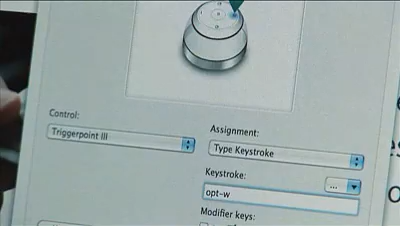 Control:
Triggerpoint III
Assignment:
Type Keystroke
Keystroke:
...
opt-w
Modifier keys: